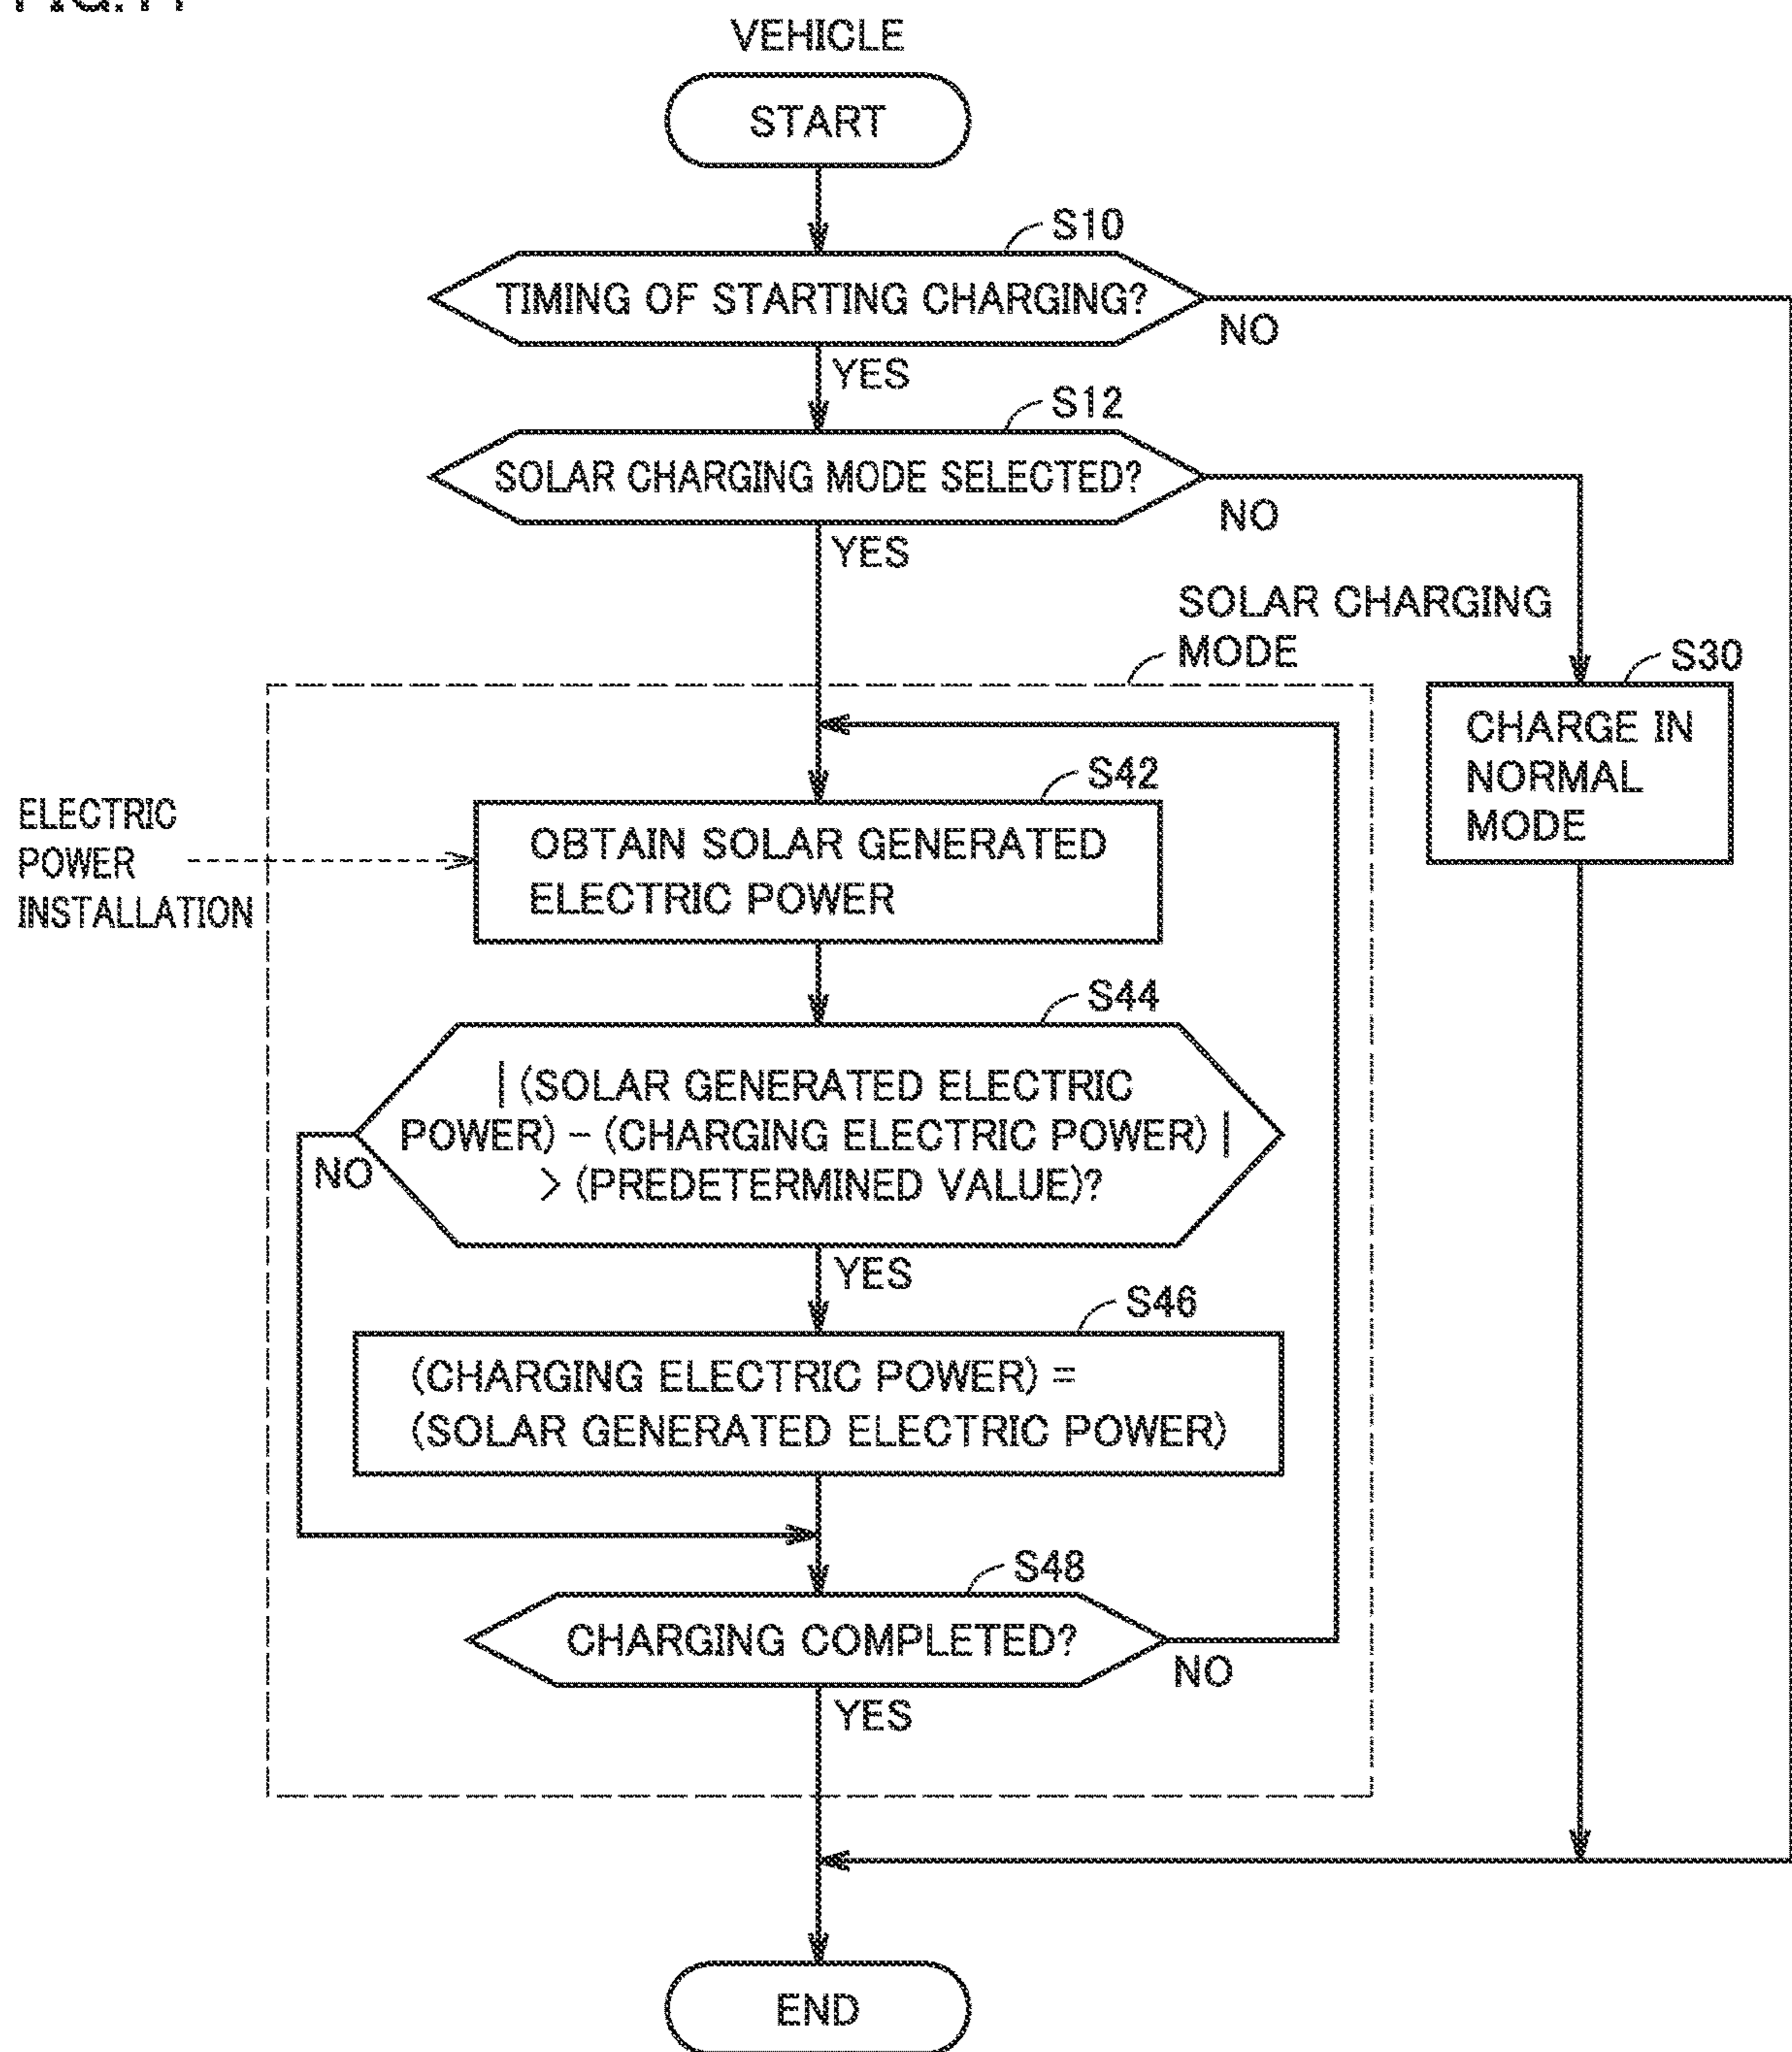 VEHICLE
START
S10
TIMING OF STARTING CHARGING?
NO
YES
S12
SOLAR CHARGING MODE SELECTED?
NO
YES
SOLAR CHARGING
MODE
S30
CHARGE IN
NORMAL
MODE
S42
ELECTRIC
POWER
INSTALLATION
OBTAIN SOLAR GENERATED
ELECTRIC POWER
S44
| (SOLAR GENERATED ELECTRIC
POWER) − (CHARGING ELECTRIC POWER) |
> (PREDETERMINED VALUE)?
NO
YES
S46
(CHARGING ELECTRIC POWER) =
(SOLAR GENERATED ELECTRIC POWER)
S48
CHARGING COMPLETED?
NO
YES
END